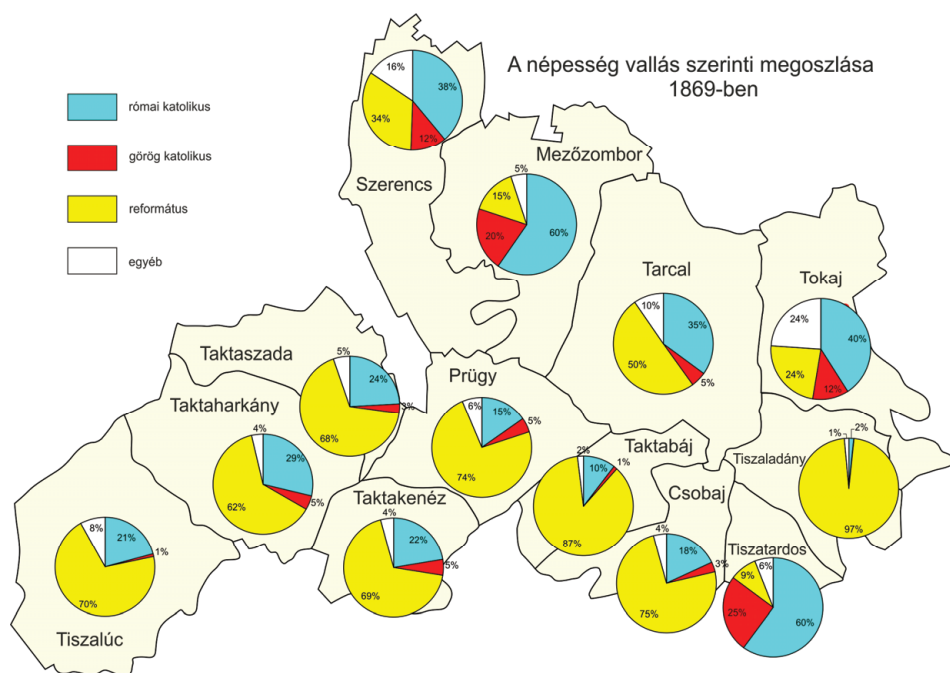 A népesség vallás szerinti megoszlása
1869-ben
római katolikus
görög katolikus
református
egyéb
Szerencs
16%
38%
34%
12%
Mezőzombor
5%
15%
60%
20%
Tarcal
10%
35%
50%
5%
Tokaj
24%
40%
24%
12%
Taktaszada
5%
24%
3%
68%
Taktaharkány
4%
29%
5%
62%
Prügy
6%
15%
5%
74%
Taktabáj
2%
10%
1%
87%
Tiszaladány
1%
2%
97%
Csobaj
4%
18%
3%
75%
Tiszatardos
6%
9%
25%
60%
Taktakenéz
4%
22%
5%
69%
Tiszalúc
8%
21%
1%
70%